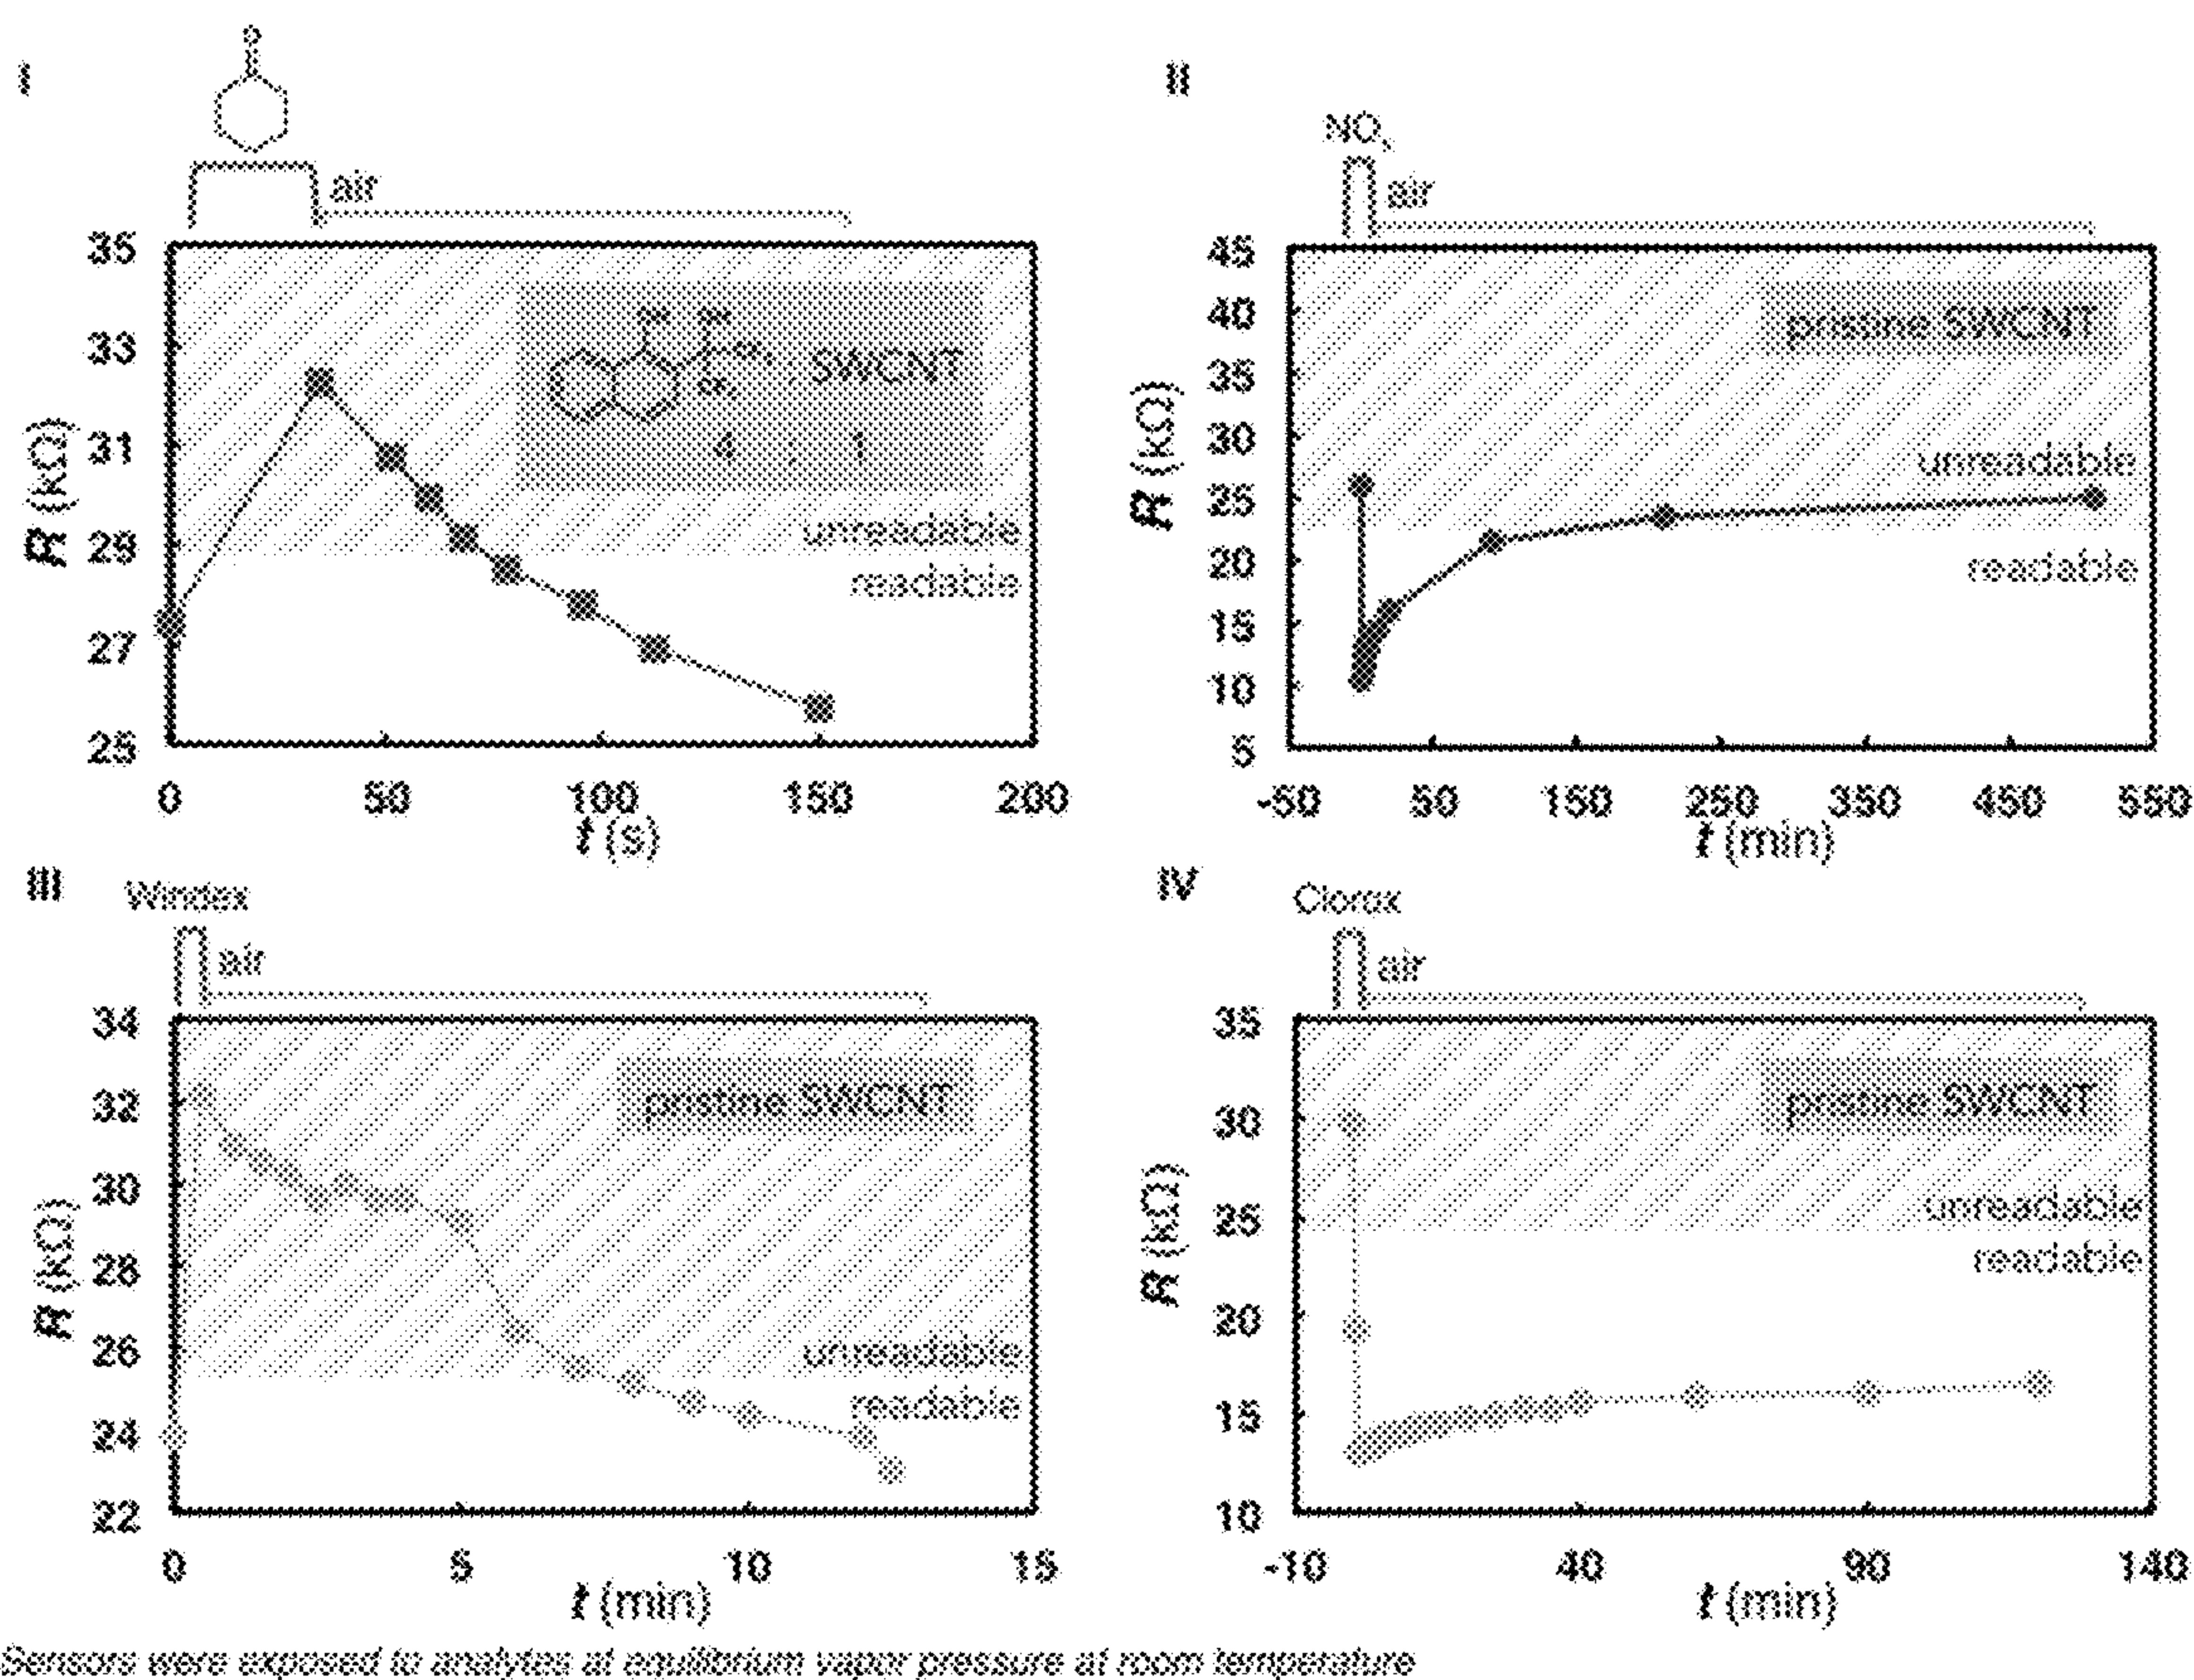 I
O
air
35
33
31
29
27
25
R (kΩ)
SWCNT
4 : 1
unreadable
readable
0 50 100 150 200
t (s)
II
air
45
40
35
30
25
20
15
10
5
R (kΩ)
pristine SWCNT
unreadable
readable
-50 50 150 250 350 450 550
t (min)
III
Windex
air
34
32
30
28
26
24
22
R (kΩ)
pristine SWCNT
unreadable
readable
0 5 10 15
t (min)
IV
Clorox
air
35
30
25
20
15
10
R (kΩ)
pristine SWCNT
unreadable
readable
-10 40 90 140
t (min)
Sensors were exposed to analytes at equilibrium vapor pressure at room temperature